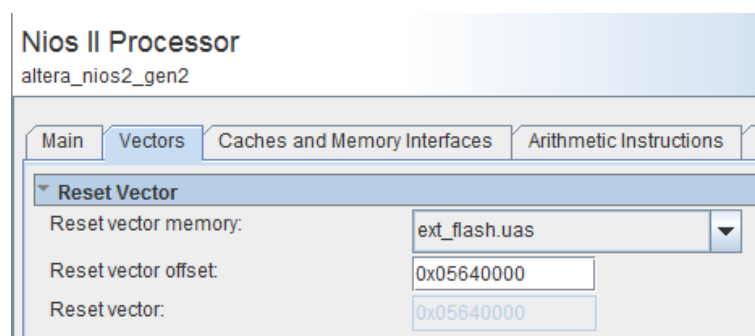 Nios II Processor
altera_nios2_gen2
Main Vectors Caches and Memory Interfaces Arithmetic Instructions
Reset Vector
Reset vector memory: ext_flash.uas
Reset vector offset: 0x05640000
Reset vector: 0x05640000